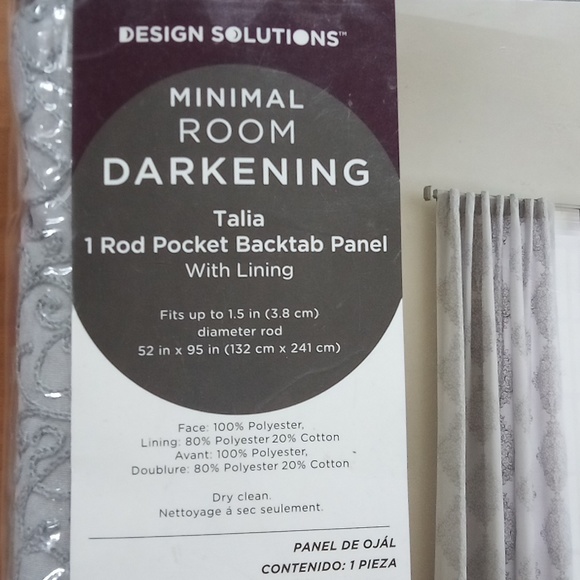 DESIGN SOLUTIONS™
MINIMAL
ROOM
DARKENING
Talia
1 Rod Pocket Backtab Panel
With Lining
Fits up to 1.5 in (3.8 cm)
diameter rod
52 in x 95 in (132 cm x 241 cm)
Face: 100% Polyester,
Lining: 80% Polyester 20% Cotton
Avant: 100% Polyester,
Doublure: 80% Polyester 20% Cotton
Dry clean.
Nettoyage á sec seulement.
PANEL DE OJÁL
CONTENIDO: 1 PIEZA